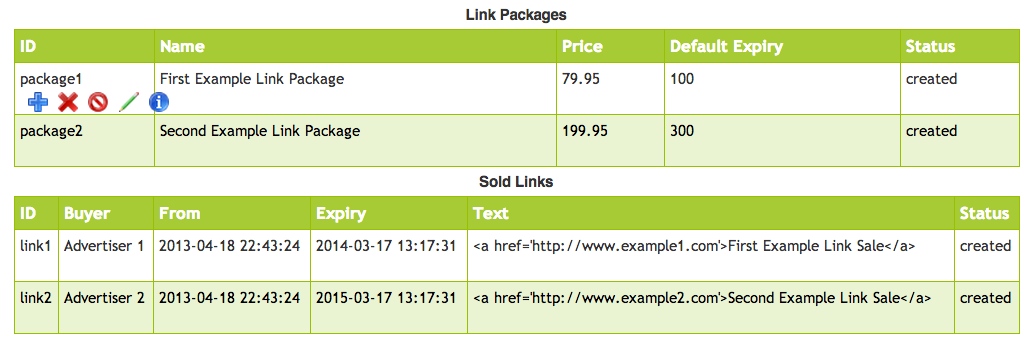 Link Packages
ID Name Price Default Expiry Status
package1 First Example Link Package 79.95 100 created
package2 Second Example Link Package 199.95 300 created
Sold Links
ID Buyer From Expiry Text Status
link1 Advertiser 1 2013-04-18 22:43:24 2014-03-17 13:17:31 <a href='http://www.example1.com'>First Example Link Sale</a> created
link2 Advertiser 2 2013-04-18 22:43:24 2015-03-17 13:17:31 <a href='http://www.example2.com'>Second Example Link Sale</a> created